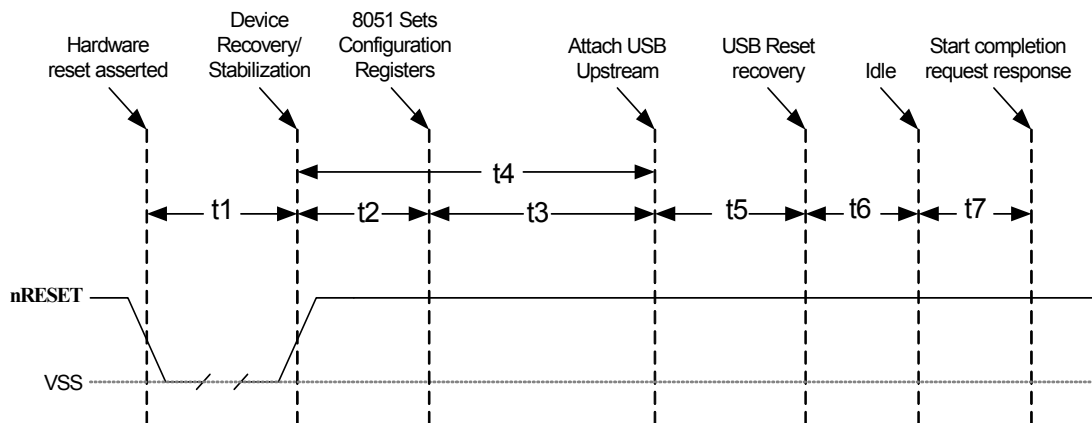 Hardware
reset asserted
Device
Recovery/
Stabilization
8051 Sets
Configuration
Registers
Attach USB
Upstream
USB Reset
recovery
Idle
Start completion
request response
t4
t1
t2
t3
t5
t6
t7
nRESET
VSS